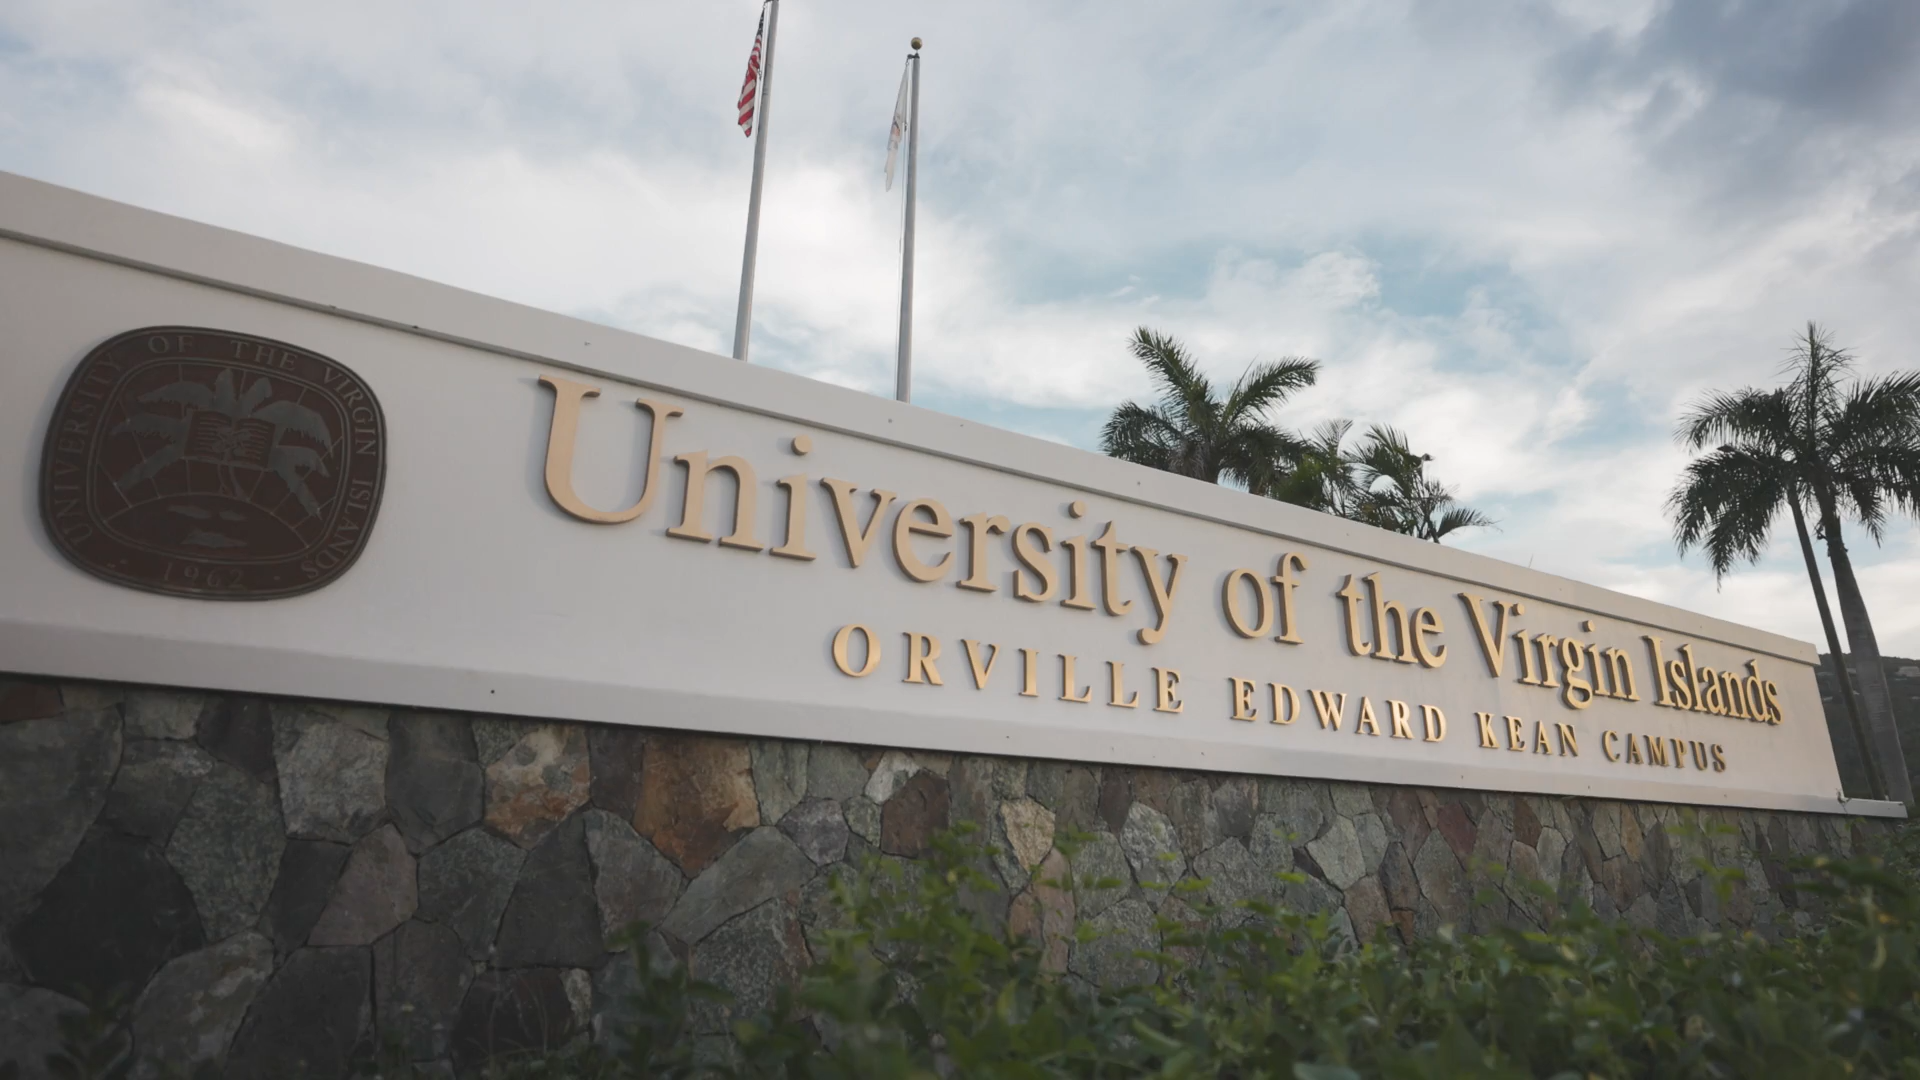 UNIVERSITY OF THE VIRGIN ISLANDS
1962
University of the Virgin Islands
ORVILLE EDWARD KEAN CAMPUS